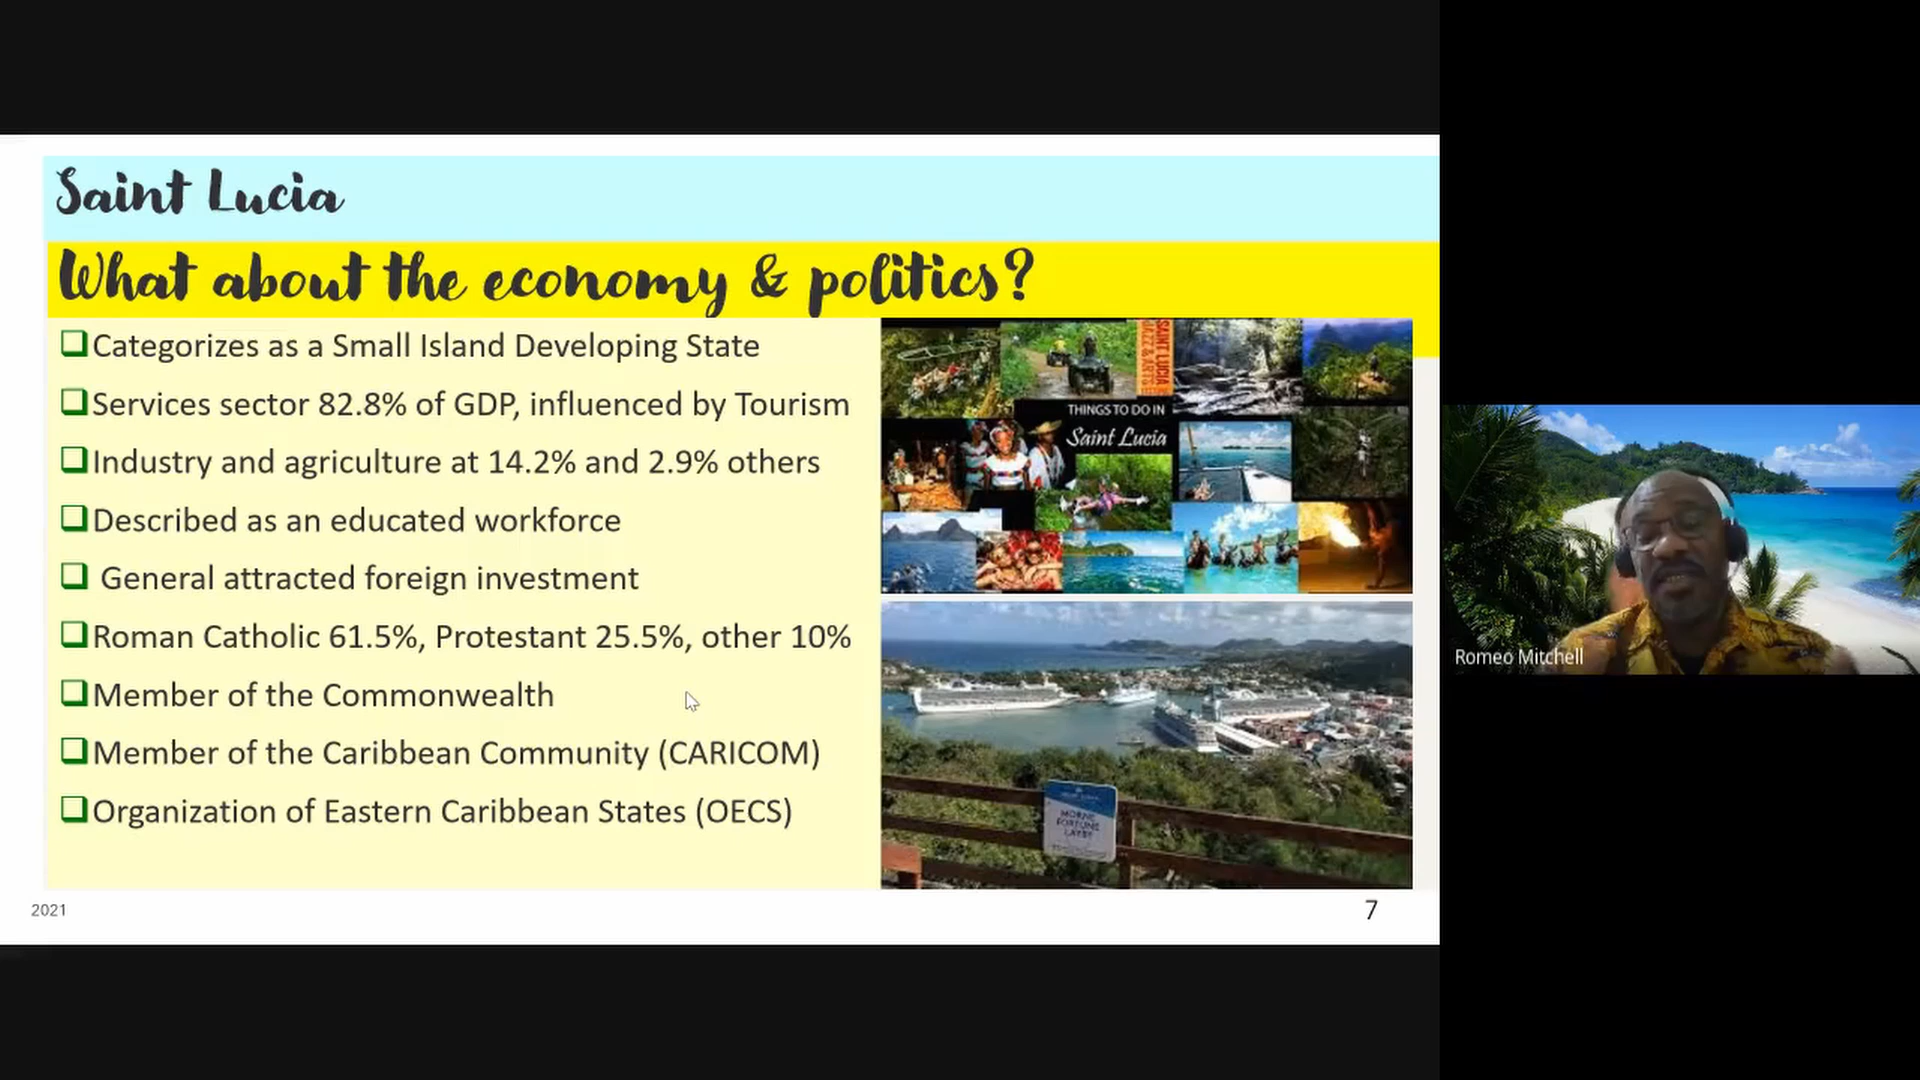 Saint Lucia
What about the economy & politics?
Categorizes as a Small Island Developing State
Services sector 82.8% of GDP, influenced by Tourism
Industry and agriculture at 14.2% and 2.9% others
Described as an educated workforce
General attracted foreign investment
Roman Catholic 61.5%, Protestant 25.5%, other 10%
Member of the Commonwealth
Member of the Caribbean Community (CARICOM)
Organization of Eastern Caribbean States (OECS)
SAINT LUCIA
JAZZ & ARTS
THINGS TO DO IN
Saint Lucia
MORNE
FORTUNE
LAYBY
2021
7
Romeo Mitchell